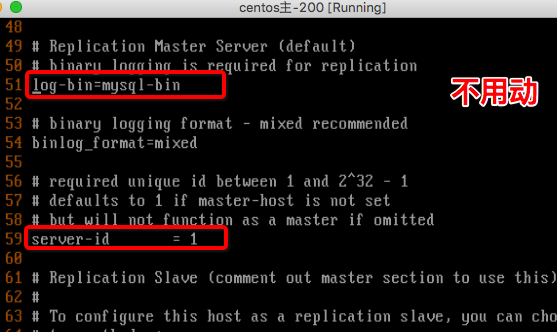 centos主-200 [Running]
48
49 # Replication Master Server (default)
50 # binary logging is required for replication
51 log-bin=mysql-bin
不用动
52
53 # binary logging format - mixed recommended
54 binlog_format=mixed
55
56 # required unique id between 1 and 2^32 - 1
57 # defaults to 1 if master-host is not set
58 # but will not function as a master if omitted
59 server-id = 1
60
61 # Replication Slave (comment out master section to use this)
62 #
63 # To configure this host as a replication slave, you can cho